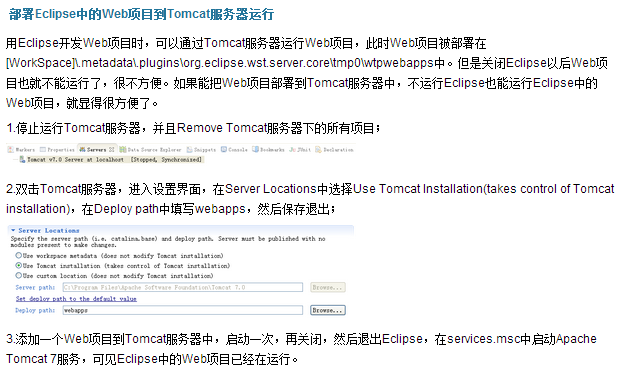 部署Eclipse中的Web项目到Tomcat服务器运行
用Eclipse开发Web项目时，可以通过Tomcat服务器运行Web项目，此时Web项目被部署在
[WorkSpace]\.metadata\.plugins\org.eclipse.wst.server.core\tmp0\wtpwebapps中。但是关闭Eclipse以后Web项
目也就不能运行了，很不方便。如果能把Web项目部署到Tomcat服务器中，不运行Eclipse也能运行Eclipse中的
Web项目，就显得很方便了。
1.停止运行Tomcat服务器，并且Remove Tomcat服务器下的所有项目；
Markers Properties Servers Data Source Explorer Snippets Console Bookmarks JUnit Declaration
Tomcat v7.0 Server at localhost [Stopped, Synchronized]
2.双击Tomcat服务器，进入设置界面，在Server Locations中选择Use Tomcat Installation(takes control of Tomcat
installation)，在Deploy path中填写webapps，然后保存退出；
Server Locations
Specify the server path (i.e. catalina.base) and deploy path. Server must be published with no
modules present to make changes.
Use workspace metadata (does not modify Tomcat installation)
Use Tomcat installation (takes control of Tomcat installation)
Use custom location (does not modify Tomcat installation)
Server path: C:\Program Files\Apache Software Foundation\Tomcat 7.0 Browse...
Set deploy path to the default value
Deploy path: webapps Browse...
3.添加一个Web项目到Tomcat服务器中，启动一次，再关闭，然后退出Eclipse，在services.msc中启动Apache
Tomcat 7服务，可见Eclipse中的Web项目已经在运行。